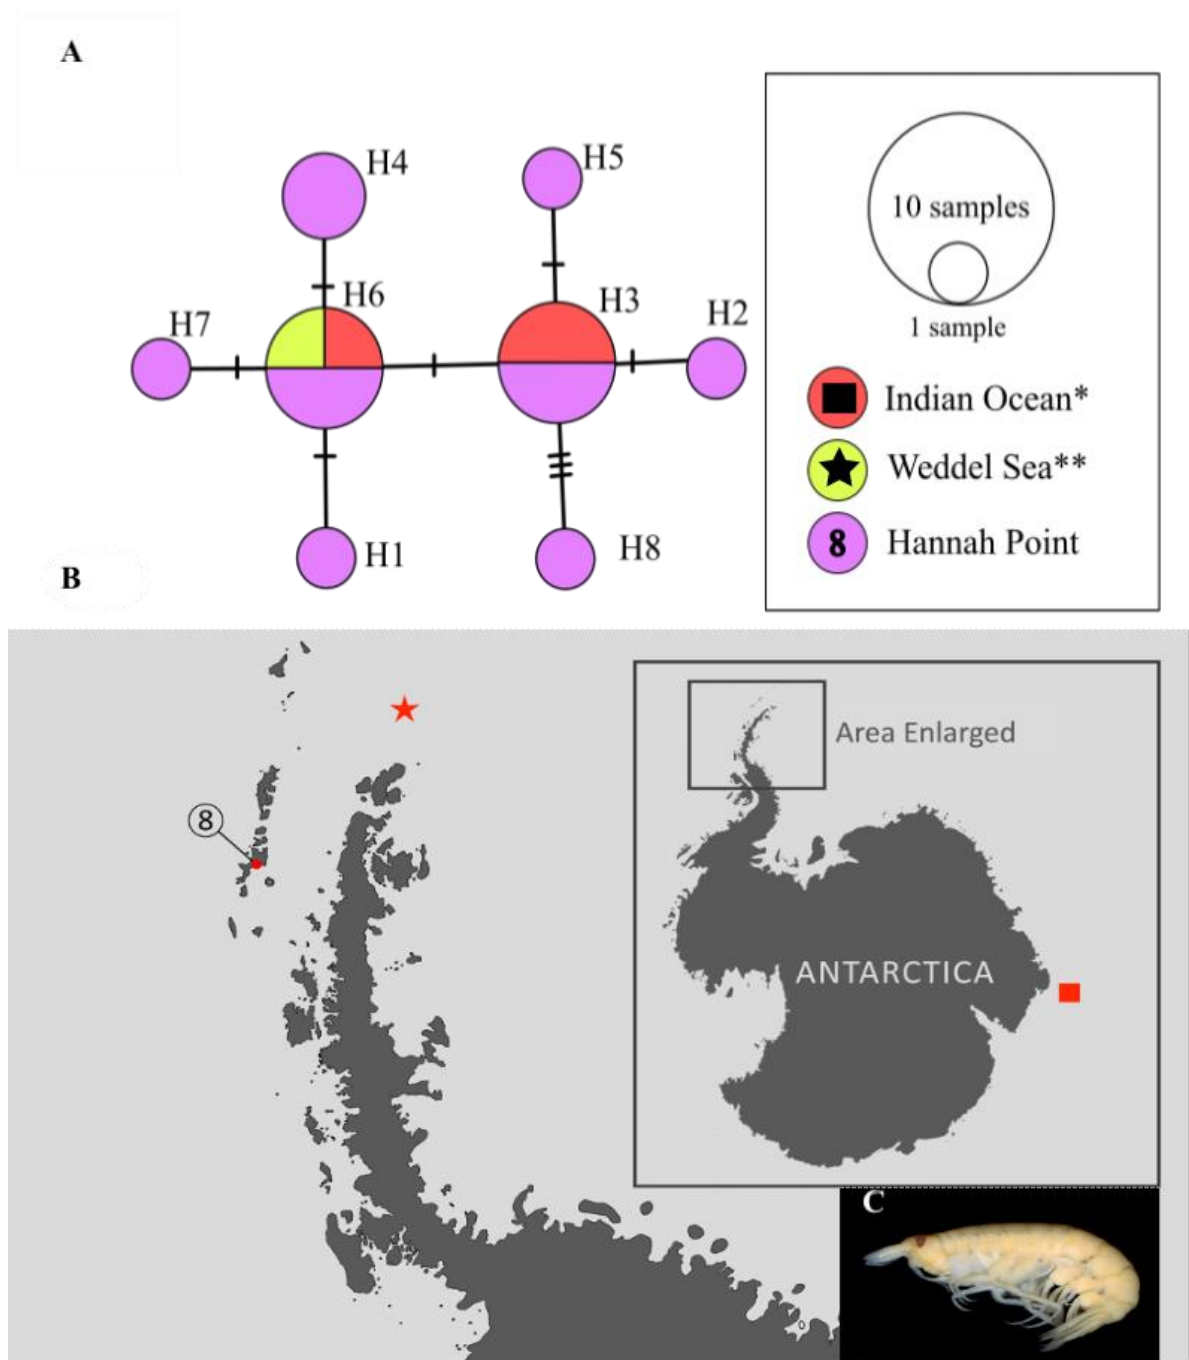 A
H4
H5
H6
H3
H7
H2
H1
H8
10 samples
1 sample
Indian Ocean*
Weddel Sea**
8 Hannah Point
B
8
Area Enlarged
ANTARCTICA
C